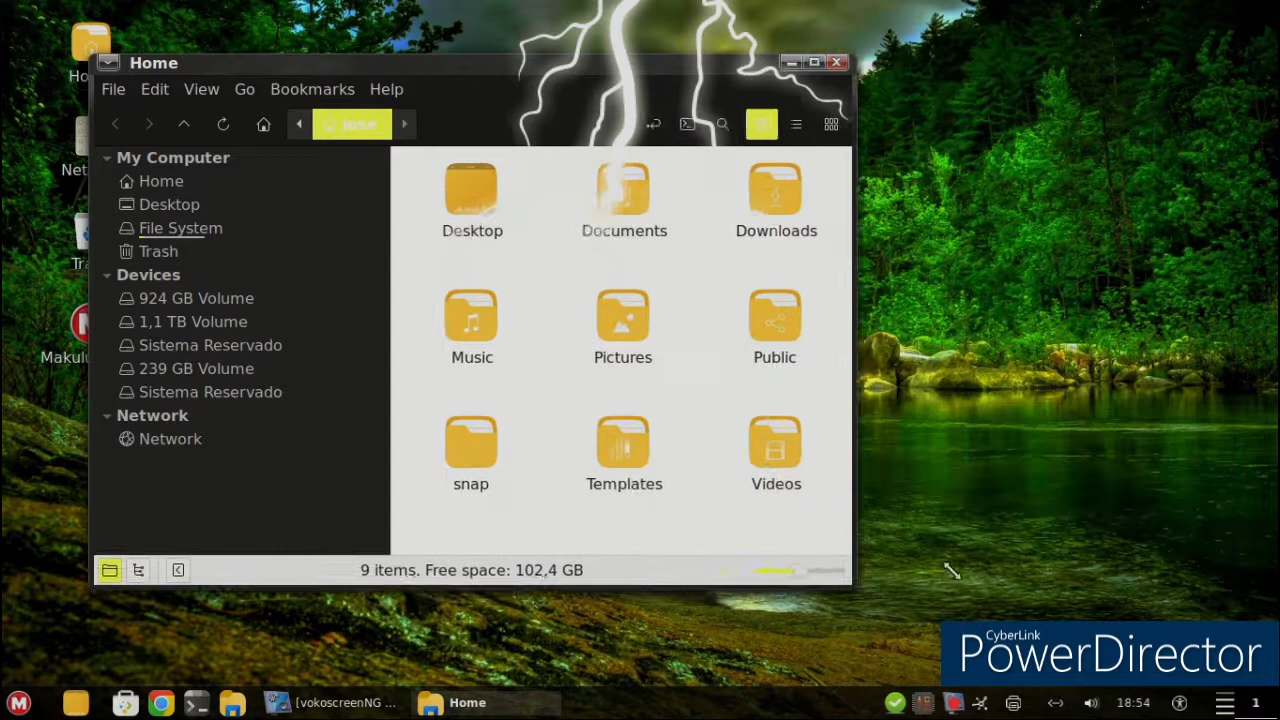 Home
File Edit View Go Bookmarks Help
jose
My Computer
Home
Desktop
File System
Trash
Devices
924 GB Volume
1,1 TB Volume
Sistema Reservado
239 GB Volume
Sistema Reservado
Network
Network
Desktop Documents Downloads
Music Pictures Public
snap Templates Videos
9 items. Free space: 102,4 GB
CyberLink
PowerDirector
[vokoscreenNG ... Home 18:54 1